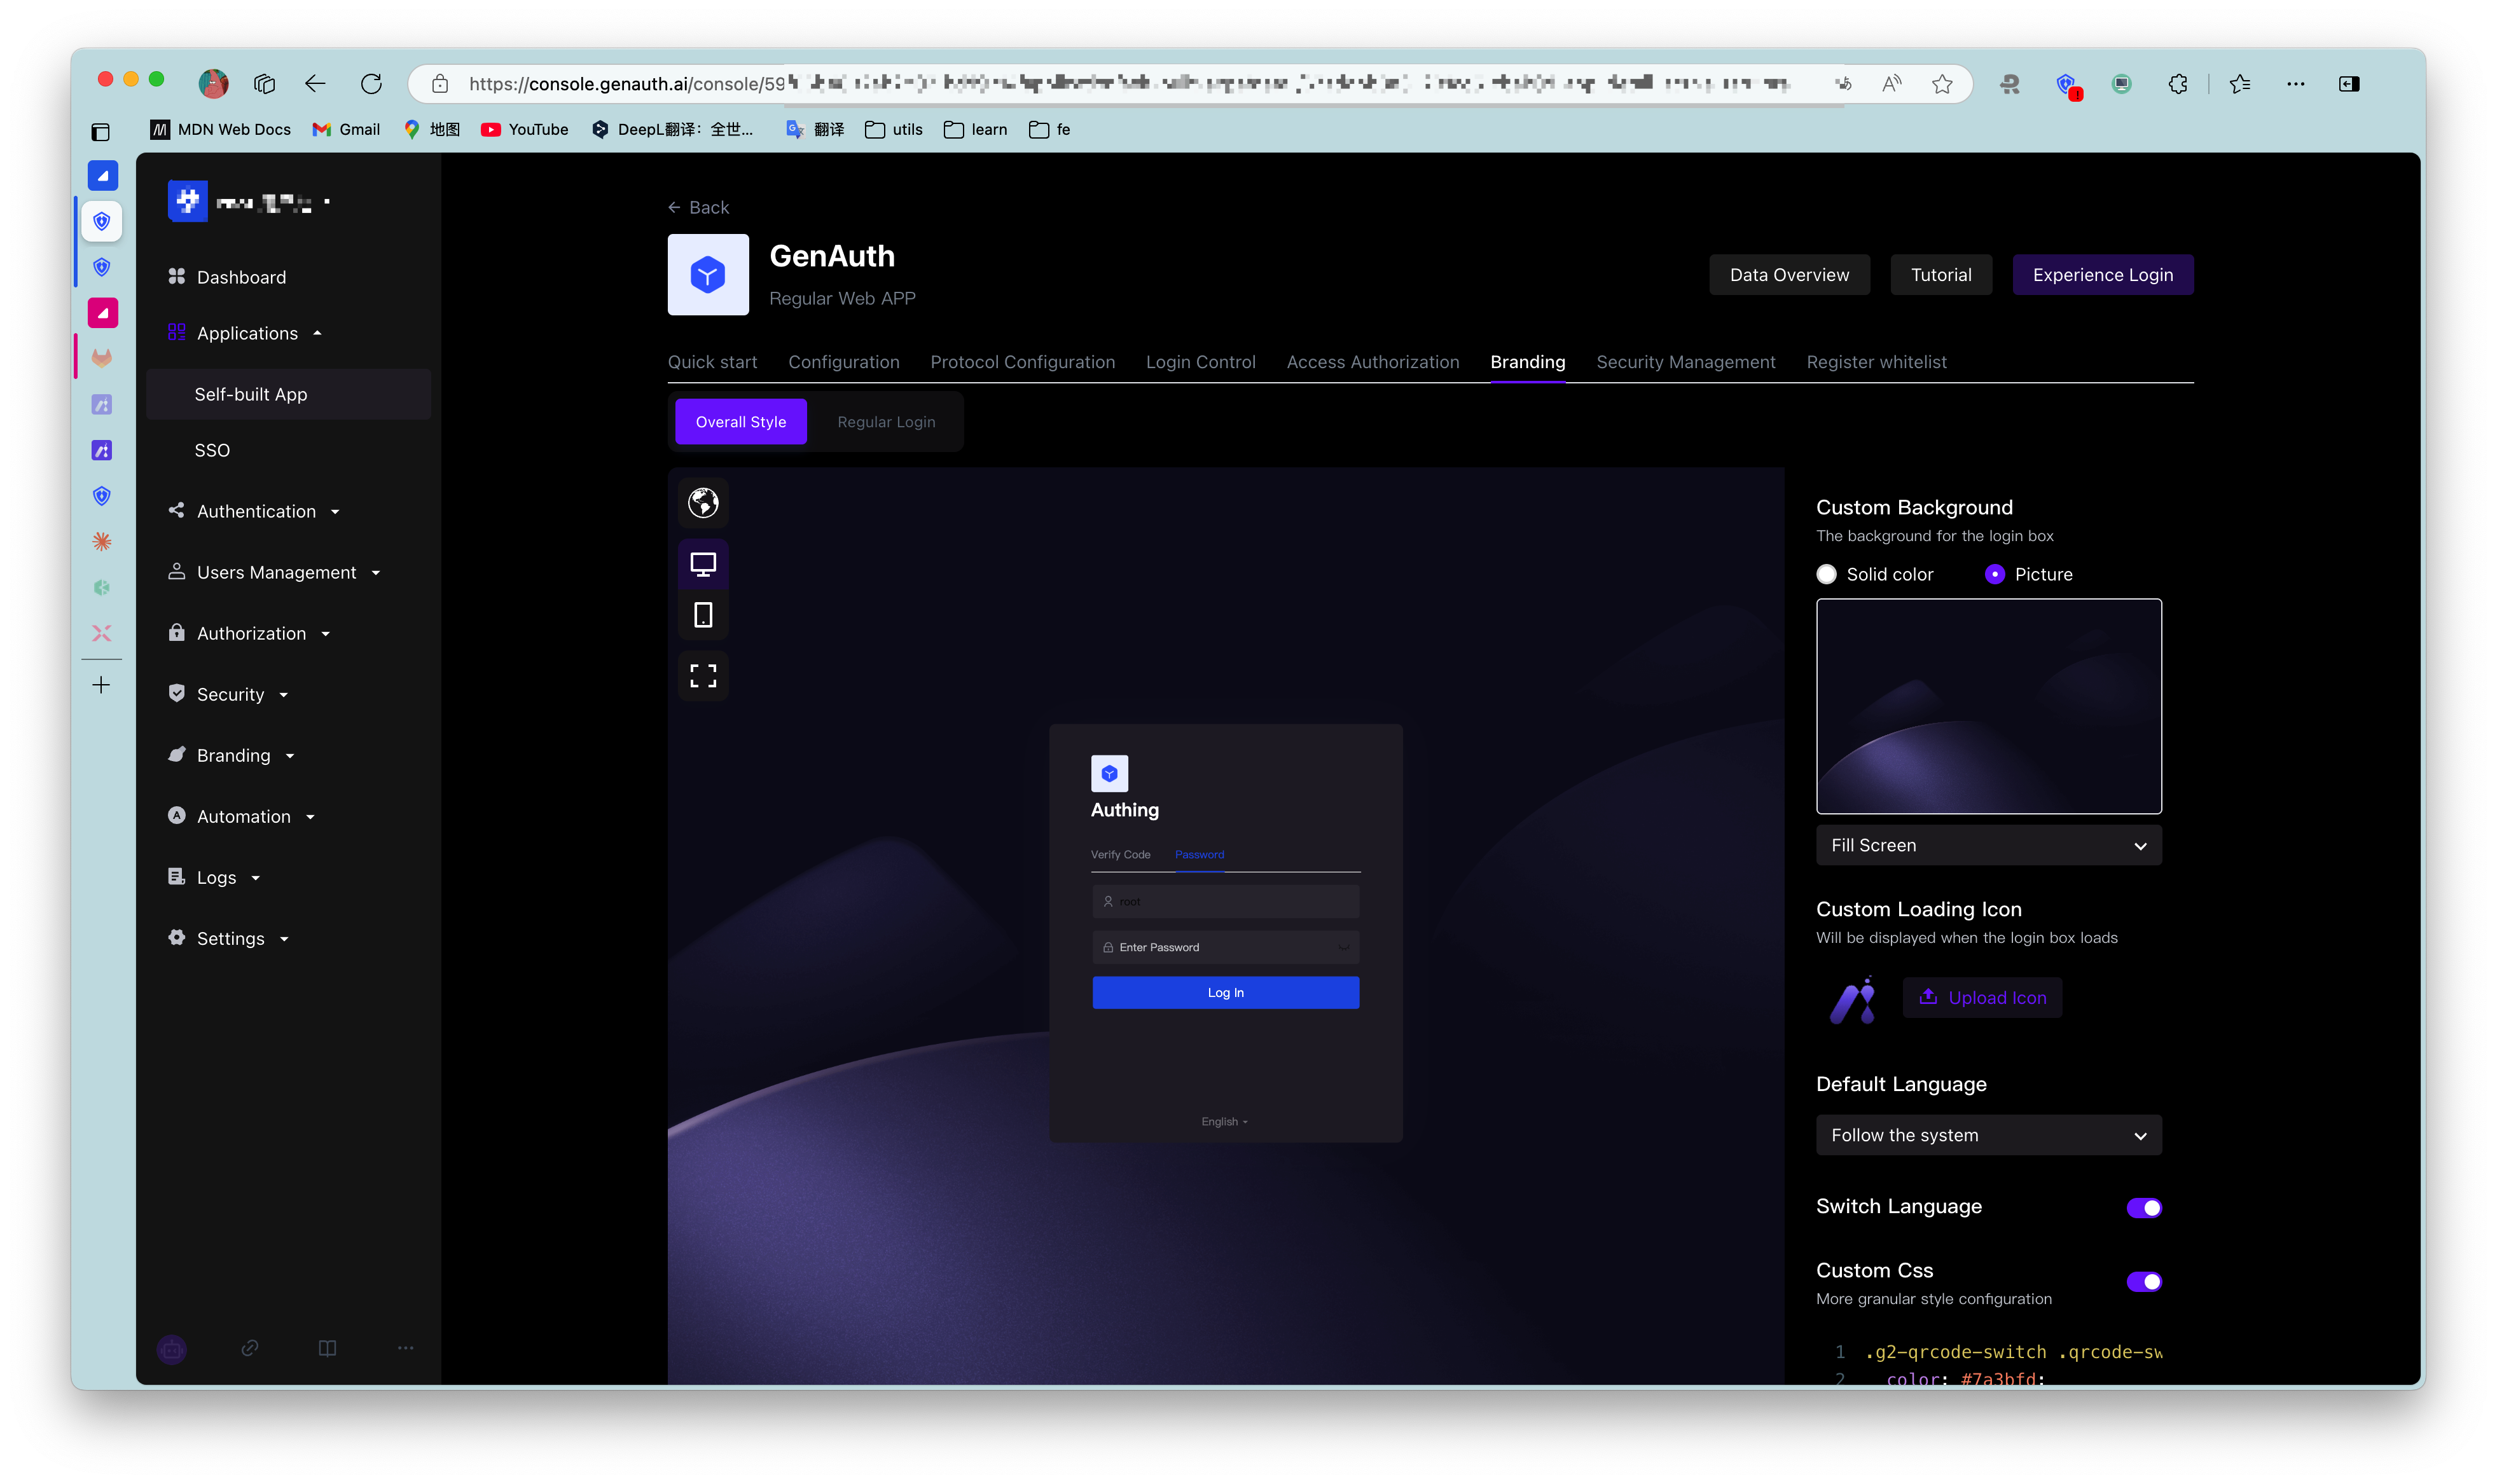 https://console.genauth.ai/console/59
MDN Web Docs
Gmail
地图
YouTube
DeepL翻译：全世...
翻译
utils
learn
fe
Dashboard
Applications
Self-built App
SSO
Authentication
Users Management
Authorization
Security
Branding
Automation
Logs
Settings
Back
GenAuth
Regular Web APP
Data Overview
Tutorial
Experience Login
Quick start
Configuration
Protocol Configuration
Login Control
Access Authorization
Branding
Security Management
Register whitelist
Overall Style
Regular Login
Authing
Verify Code
Password
root
Enter Password
Log In
English
Custom Background
The background for the login box
Solid color
Picture
Fill Screen
Custom Loading Icon
Will be displayed when the login box loads
Upload Icon
Default Language
Follow the system
Switch Language
Custom Css
More granular style configuration
1 .g2-qrcode-switch .qrcode-sw
2 color: #7a3bfd;